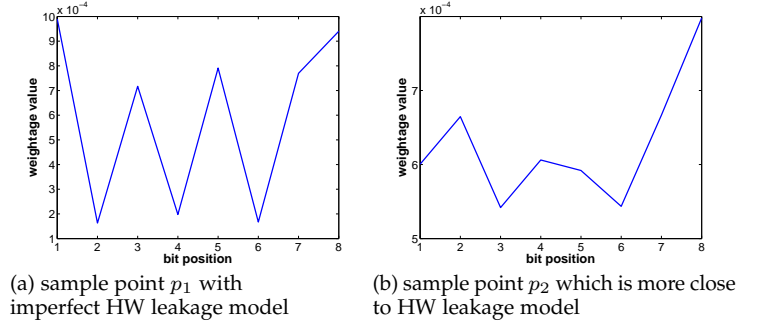 x 10⁻⁴
10
9
8
7
6
5
4
3
2
1
1 2 3 4 5 6 7 8
weightage value
bit position
(a) sample point p₁ with
imperfect HW leakage model
x 10⁻⁴
7
6
5
1 2 3 4 5 6 7 8
weightage value
bit position
(b) sample point p₂ which is more close
to HW leakage model